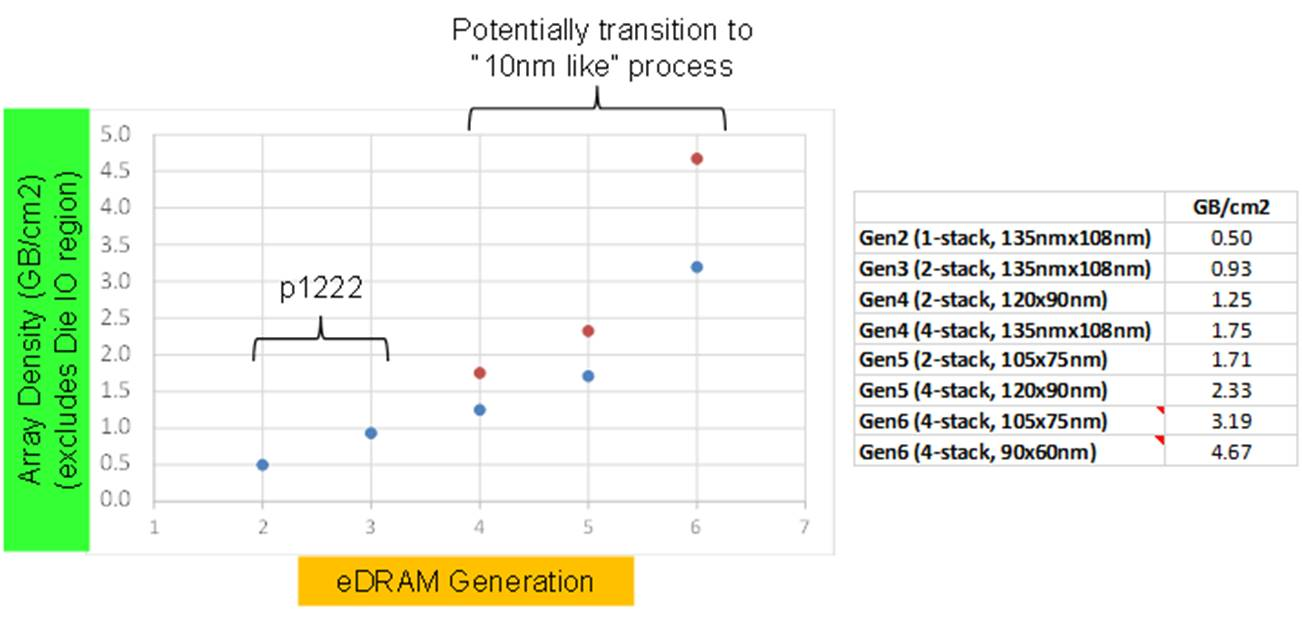 Potentially transition to
"10nm like" process
Array Density (GB/cm2)
(excludes Die IO region)
5.0
4.5
4.0
3.5
3.0
2.5
2.0
1.5
1.0
0.5
0.0
p1222
1 2 3 4 5 6 7
eDRAM Generation
GB/cm2
Gen2 (1-stack, 135nmx108nm) 0.50
Gen3 (2-stack, 135nmx108nm) 0.93
Gen4 (2-stack, 120x90nm) 1.25
Gen4 (4-stack, 135nmx108nm) 1.75
Gen5 (2-stack, 105x75nm) 1.71
Gen5 (4-stack, 120x90nm) 2.33
Gen6 (4-stack, 105x75nm) 3.19
Gen6 (4-stack, 90x60nm) 4.67